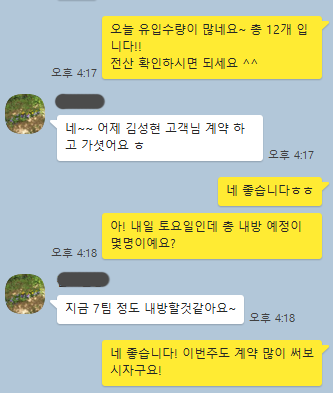 오늘 유입수량이 많네요~ 총 12개 입
니다!!
전산 확인하시면 되세요 ^^
오후 4:17
네~~ 어제 김성현 고객님 계약 하
고 가셧어요 ㅎ
오후 4:17
네 좋습니다ㅎㅎ
아! 내일 토요일인데 총 내방 예정이
몇명이예요?
오후 4:18
지금 7팀 정도 내방할것같아요~
오후 4:18
네 좋습니다! 이번주도 계약 많이 써보
시자구요!